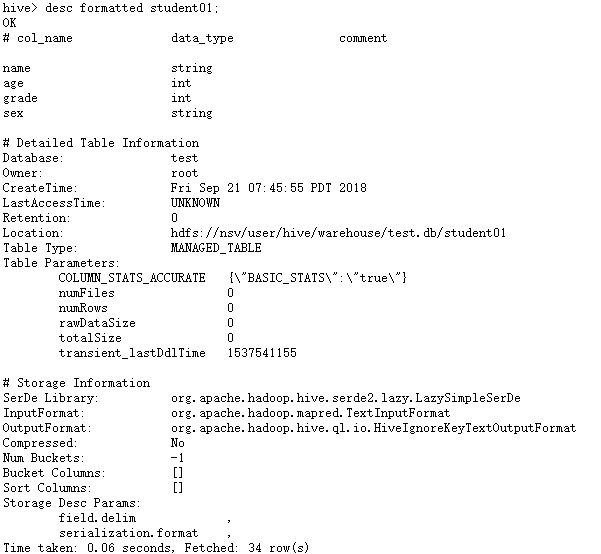 hive> desc formatted student01;
OK
# col_name data_type comment
name string
age int
grade int
sex string
# Detailed Table Information
Database: test
Owner: root
CreateTime: Fri Sep 21 07:45:55 PDT 2018
LastAccessTime: UNKNOWN
Retention: 0
Location: hdfs://nsv/user/hive/warehouse/test.db/student01
Table Type: MANAGED_TABLE
Table Parameters:
COLUMN_STATS_ACCURATE {\"BASIC_STATS\":\"true\"}
numFiles 0
numRows 0
rawDataSize 0
totalSize 0
transient_lastDdlTime 1537541155
# Storage Information
SerDe Library: org.apache.hadoop.hive.serde2.lazy.LazySimpleSerDe
InputFormat: org.apache.hadoop.mapred.TextInputFormat
OutputFormat: org.apache.hadoop.hive.ql.io.HiveIgnoreKeyTextOutputFormat
Compressed: No
Num Buckets: -1
Bucket Columns: []
Sort Columns: []
Storage Desc Params:
field.delim ,
serialization.format ,
Time taken: 0.06 seconds, Fetched: 34 row(s)